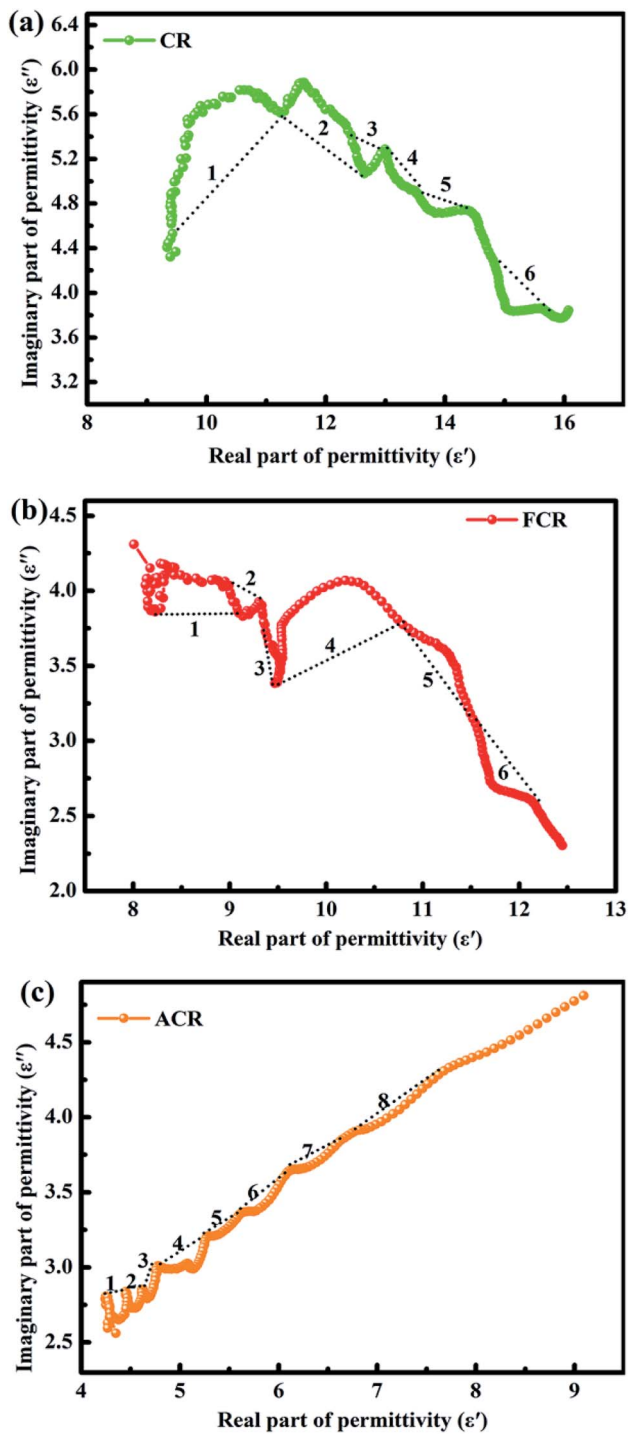 (a)
CR
Imaginary part of permittivity (ε″)
6.4
6.0
5.6
5.2
4.8
4.4
4.0
3.6
3.2
1
2
3
4
5
6
8 10 12 14 16
Real part of permittivity (ε′)
(b)
FCR
Imaginary part of permittivity (ε″)
4.5
4.0
3.5
3.0
2.5
2.0
1
2
3
4
5
6
8 9 10 11 12 13
Real part of permittivity (ε′)
(c)
ACR
Imaginary part of permittivity (ε″)
4.5
4.0
3.5
3.0
2.5
1
2
3
4
5
6
7
8
4 5 6 7 8 9
Real part of permittivity (ε′)